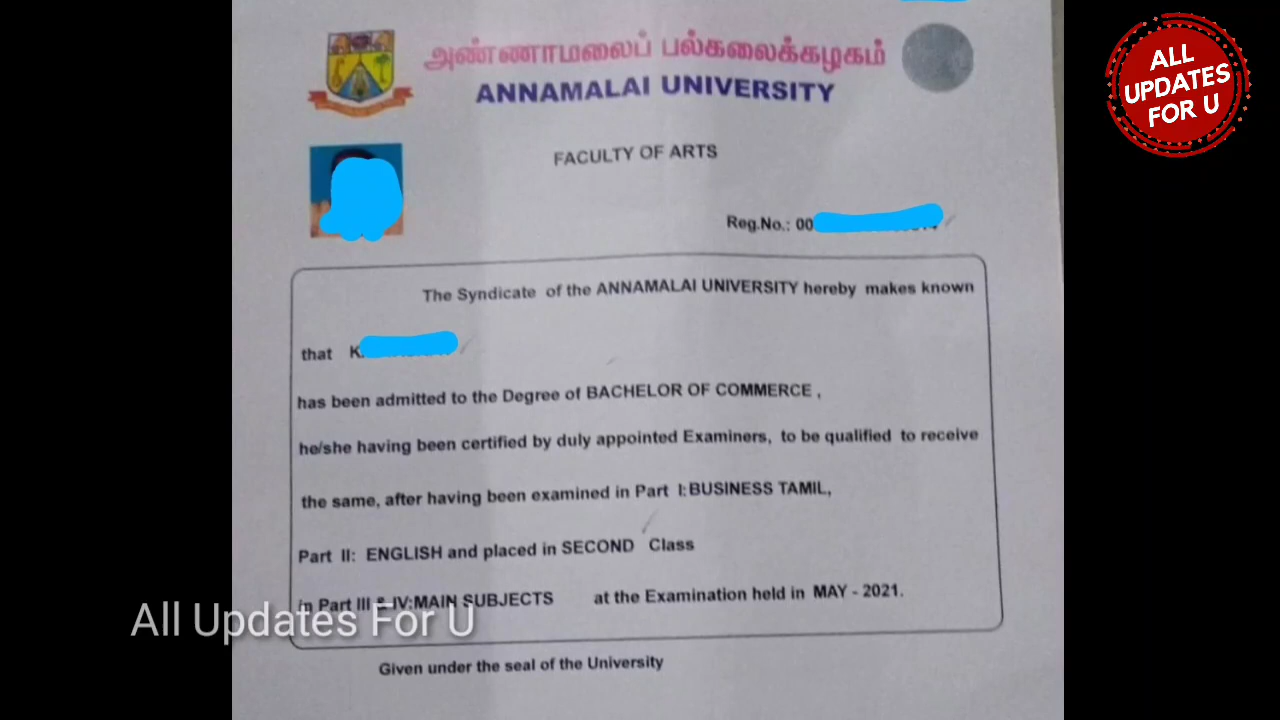 அண்ணாமலைப் பல்கலைக்கழகம்
ANNAMALAI UNIVERSITY
ALL
UPDATES
FOR U
FACULTY OF ARTS
Reg.No.: 00
The Syndicate of the ANNAMALAI UNIVERSITY hereby makes known
that K.
has been admitted to the Degree of BACHELOR OF COMMERCE ,
he/she having been certified by duly appointed Examiners, to be qualified to receive
the same, after having been examined in Part I:BUSINESS TAMIL,
Part II: ENGLISH and placed in SECOND Class
in Part III & IV:MAIN SUBJECTS at the Examination held in MAY - 2021.
All Updates For U
Given under the seal of the University